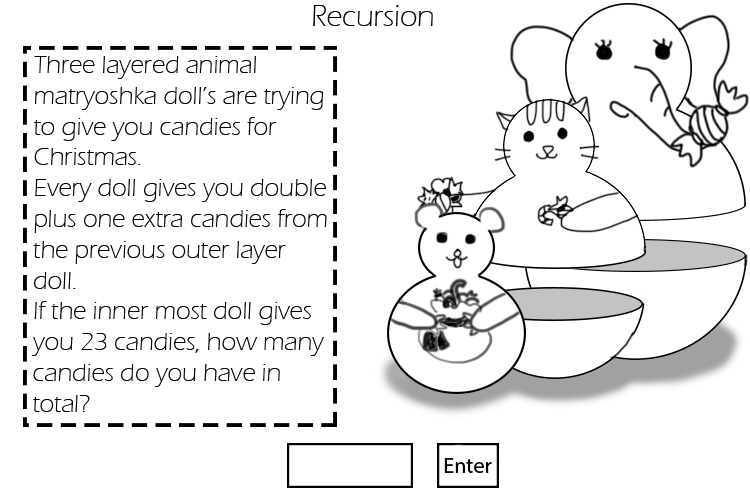 Recursion
Three layered animal
matryoshka doll's are trying
to give you candies for
Christmas.
Every doll gives you double
plus one extra candies from
the previous outer layer
doll.
If the inner most doll gives
you 23 candies, how many
candies do you have in
total?
Enter